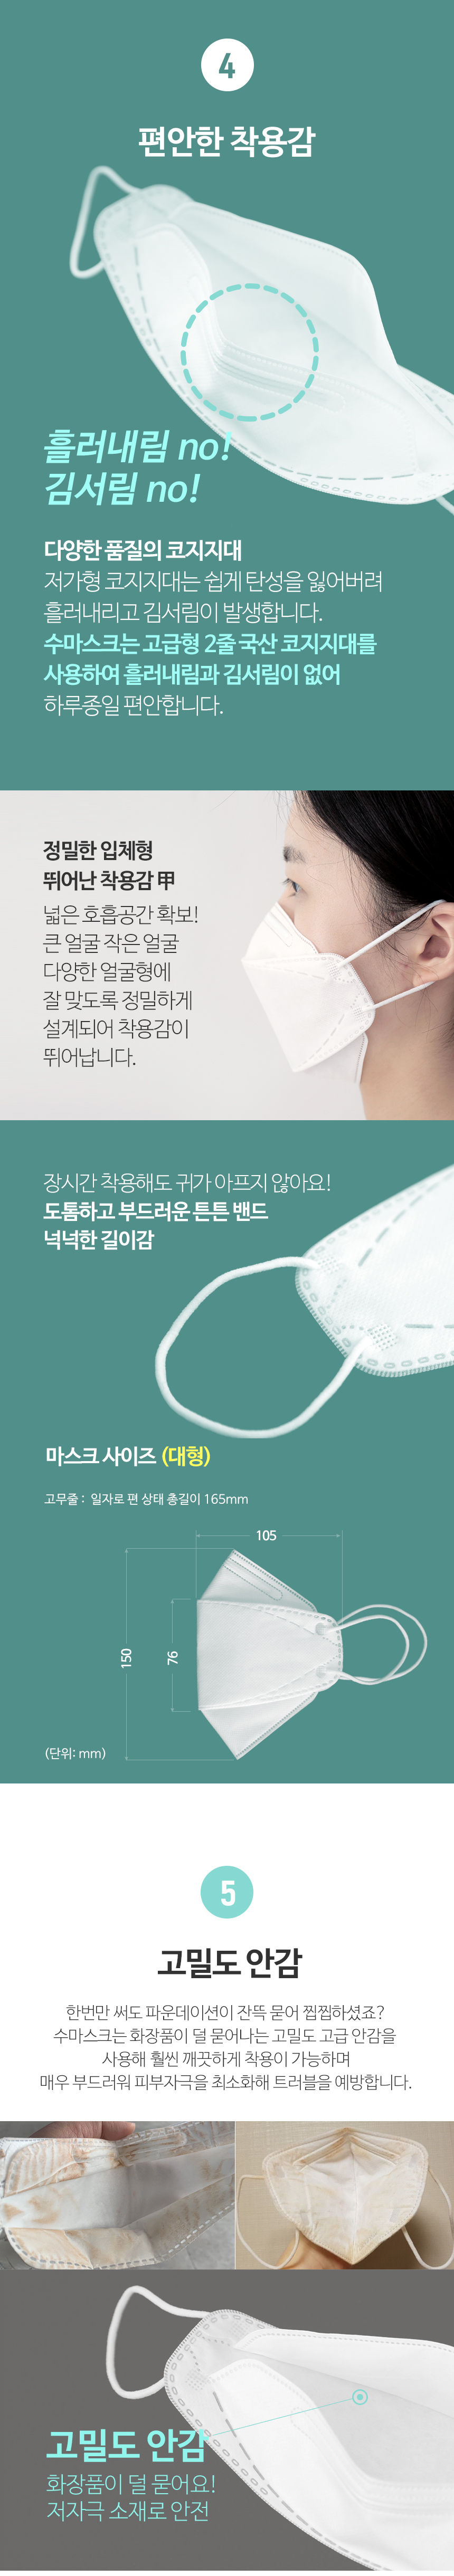 4
편안한 착용감
흘러내림 no!
김서림 no!
다양한 품질의 코지지대
저가형 코지지대는 쉽게 탄성을 잃어버려
흘러내리고 김서림이 발생합니다.
수마스크는 고급형 2줄 국산 코지지대를
사용하여 흘러내림과 김서림이 없어
하루종일 편안합니다.
정밀한 입체형
뛰어난 착용감 甲
넓은 호흡공간 확보!
큰 얼굴 작은 얼굴
다양한 얼굴형에
잘 맞도록 정밀하게
설계되어 착용감이
뛰어납니다.
장시간 착용해도 귀가 아프지 않아요!
도톰하고 부드러운 튼튼 밴드
넉넉한 길이감
마스크 사이즈 (대형)
고무줄 : 일자로 편 상태 총길이 165mm
105
150
76
(단위: mm)
5
고밀도 안감
한번만 써도 파운데이션이 잔뜩 묻어 찝찝하셨죠?
수마스크는 화장품이 덜 묻어나는 고밀도 고급 안감을
사용해 훨씬 깨끗하게 착용이 가능하며
매우 부드러워 피부자극을 최소화해 트러블을 예방합니다.
고밀도 안감
화장품이 덜 묻어요!
저자극 소재로 안전